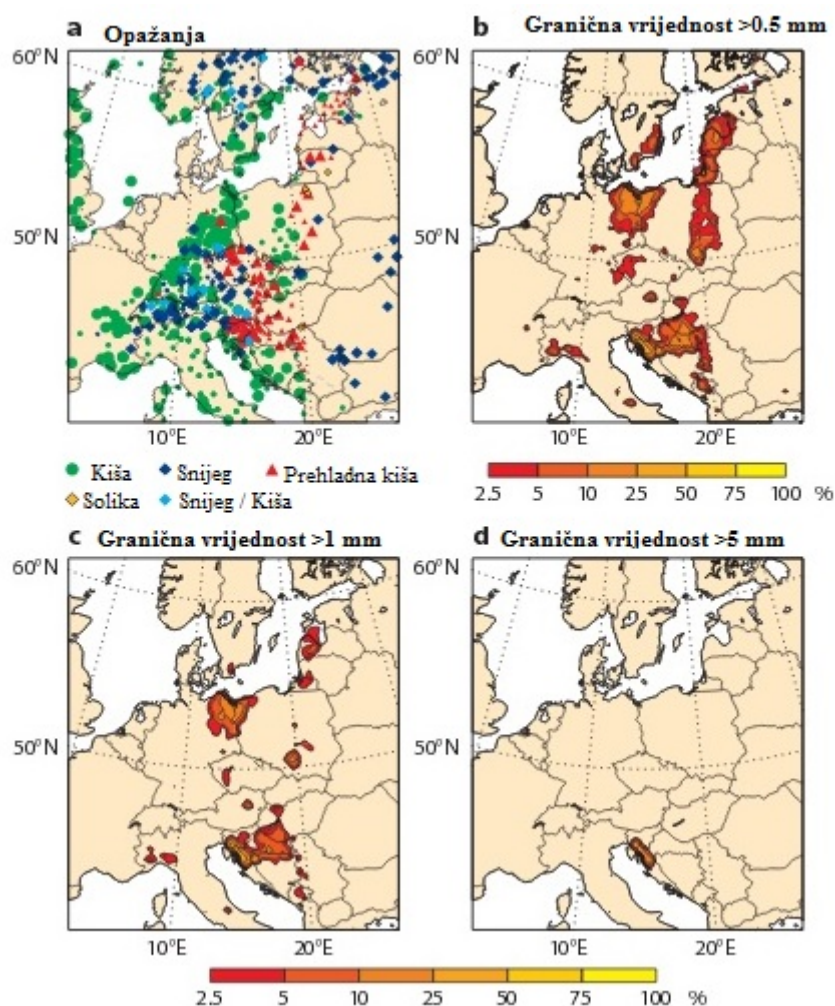 a Opažanja
b Granična vrijednost >0.5 mm
60°N
60°N
50°N
50°N
10°E 20°E
10°E 20°E
Kiša Snijeg Prehladna kiša
Solika Snijeg / Kiša
2.5 5 10 25 50 75 100 %
c Granična vrijednost >1 mm
d Granična vrijednost >5 mm
60°N
60°N
50°N
50°N
10°E 20°E
10°E 20°E
2.5 5 10 25 50 75 100 %